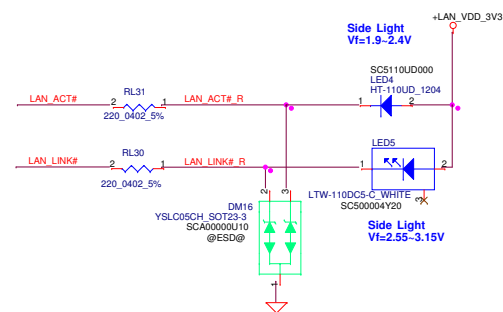 +LAN_VDD_3V3
Side Light
Vf=1.9~2.4V
SC5110UD000
LED4
HT-110UD_1204
RL31
LAN_ACT#
2
1
LAN_ACT#_R
1
2
220_0402_5%
LED5
RL30
LAN_LINK#
2
1
LAN_LINK#_R
1
2
220_0402_5%
2
3
LTW-110DC5-C_WHITE
3
SC500004Y20
DM16
YSLC05CH_SOT23-3
SCA00000U10
@ESD@
Side Light
Vf=2.55~3.15V
1